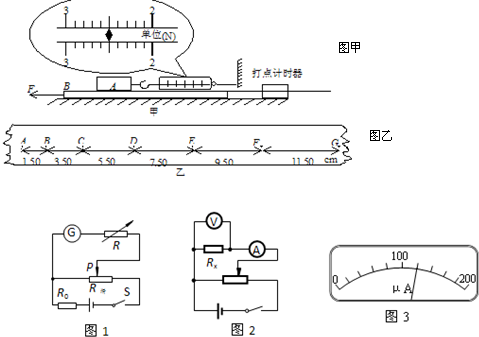 3 2
单位(N)
3 2
图甲
打点计时器
F B A
甲
A B C D E F G
1.50 3.50 5.50 7.50 9.50 11.50 cm
图乙
乙
G R
P
R滑
R0 S
图1
V
Rx A
图2
0 100 200
μA
图3